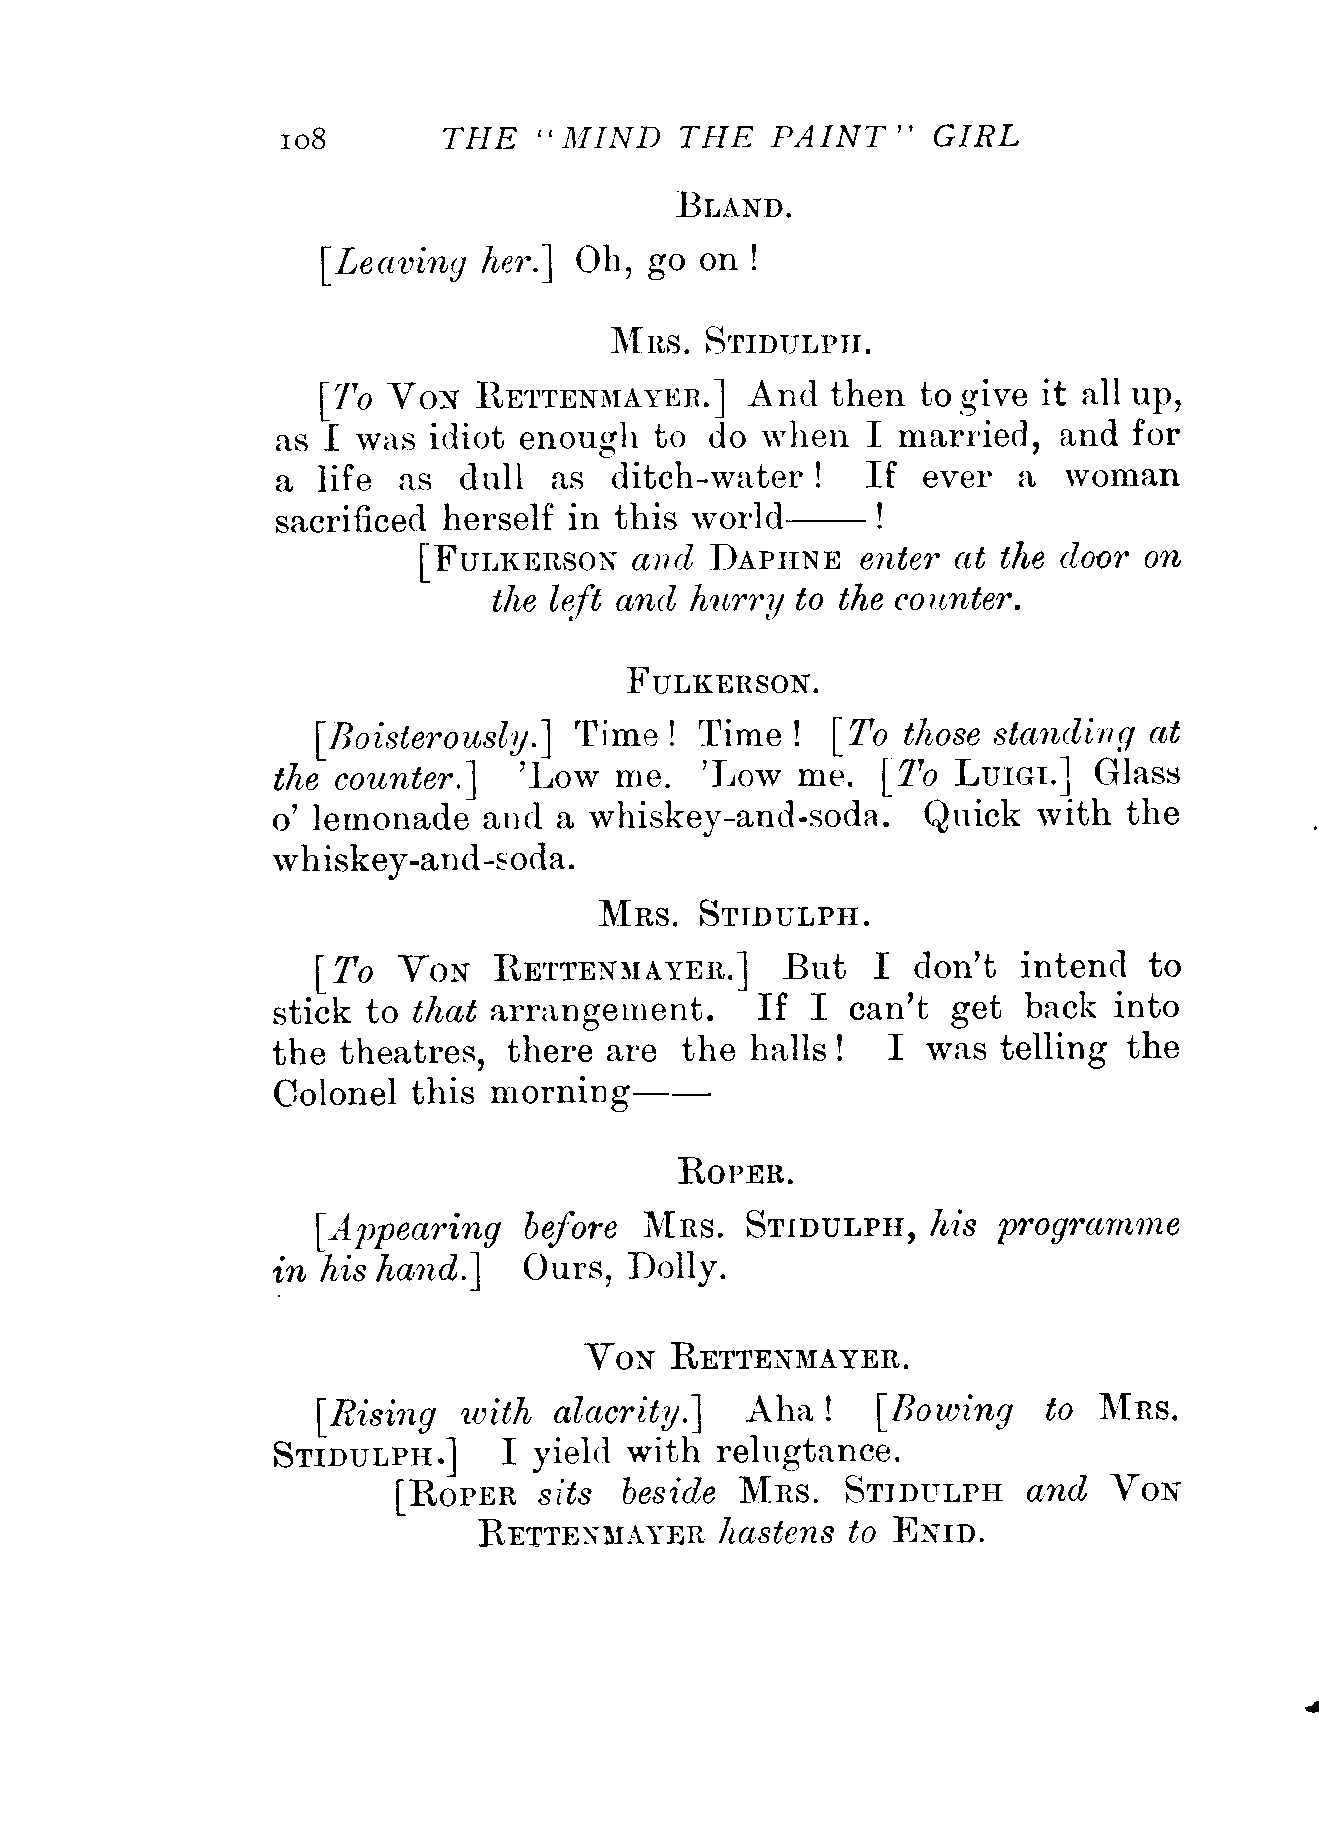 108 THE "MIND THE PAINT" GIRL
BLAND.
[Leaving her.] Oh, go on!
MRS. STIDULPH.
[To VON RETTENMAYER.] And then to give it all up,
as I was idiot enough to do when I married, and for
a life as dull as ditch-water! If ever a woman
sacrificed herself in this world——!
[FULKERSON and DAPHNE enter at the door on
the left and hurry to the counter.
FULKERSON.
[Boisterously.] Time! Time! [To those standing at
the counter.] 'Low me. 'Low me. [To LUIGI.] Glass
o' lemonade and a whiskey-and-soda. Quick with the
whiskey-and-soda.
MRS. STIDULPH.
[To VON RETTENMAYER.] But I don't intend to
stick to that arrangement. If I can't get back into
the theatres, there are the halls! I was telling the
Colonel this morning——
ROPER.
[Appearing before MRS. STIDULPH, his programme
in his hand.] Ours, Dolly.
VON RETTENMAYER.
[Rising with alacrity.] Aha! [Bowing to MRS.
STIDULPH.] I yield with relugtance.
[ROPER sits beside MRS. STIDULPH and VON
RETTENMAYER hastens to ENID.